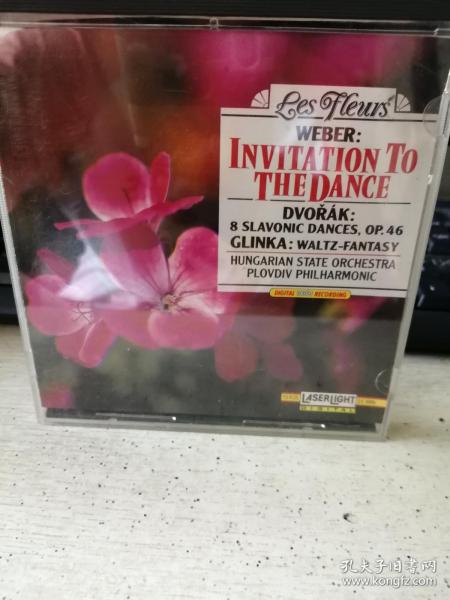 Les Fleurs
WEBER:
INVITATION TO
THE DANCE
DVOŘÁK:
8 SLAVONIC DANCES, OP. 46
GLINKA: WALTZ-FANTASY
HUNGARIAN STATE ORCHESTRA
PLOVDIV PHILHARMONIC
DIGITAL RECORDING
LASERLIGHT
DIGITAL
孔夫子旧书网
www.kongfz.com